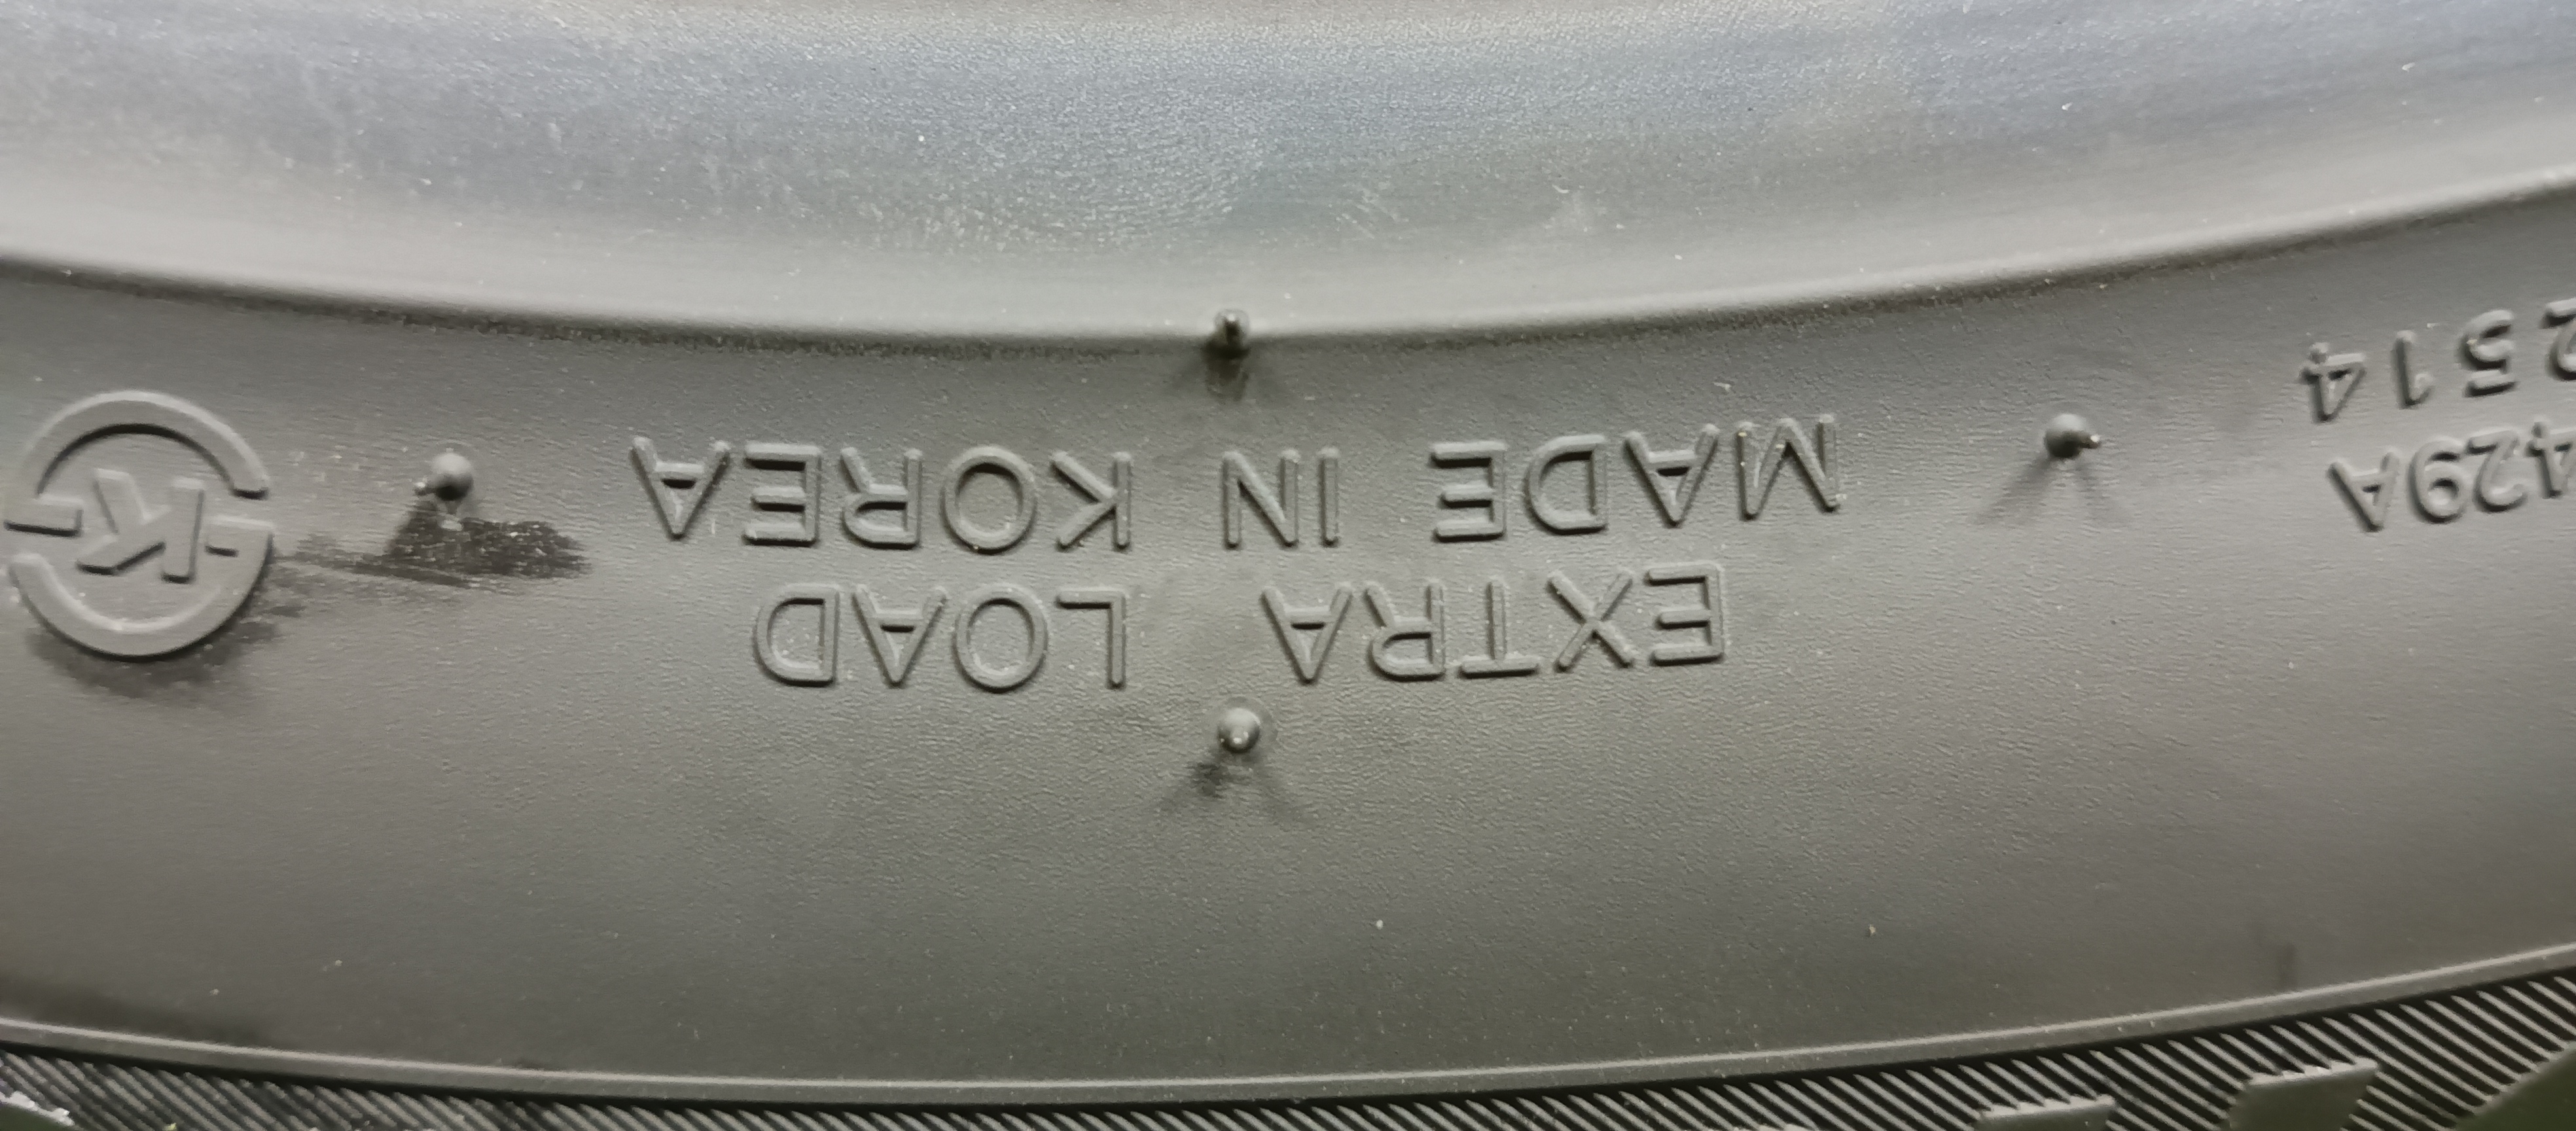 EXTRA LOAD
MADE IN KOREA
K
429A
2514